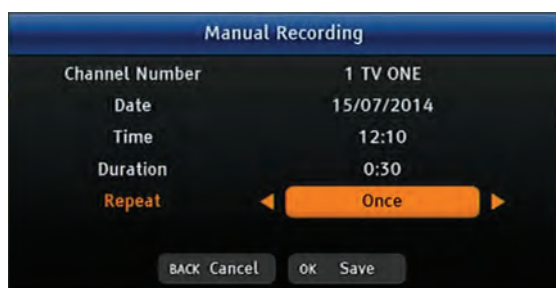 Manual Recording
Channel Number 1 TV ONE
Date 15/07/2014
Time 12:10
Duration 0:30
Repeat Once
BACK Cancel OK Save